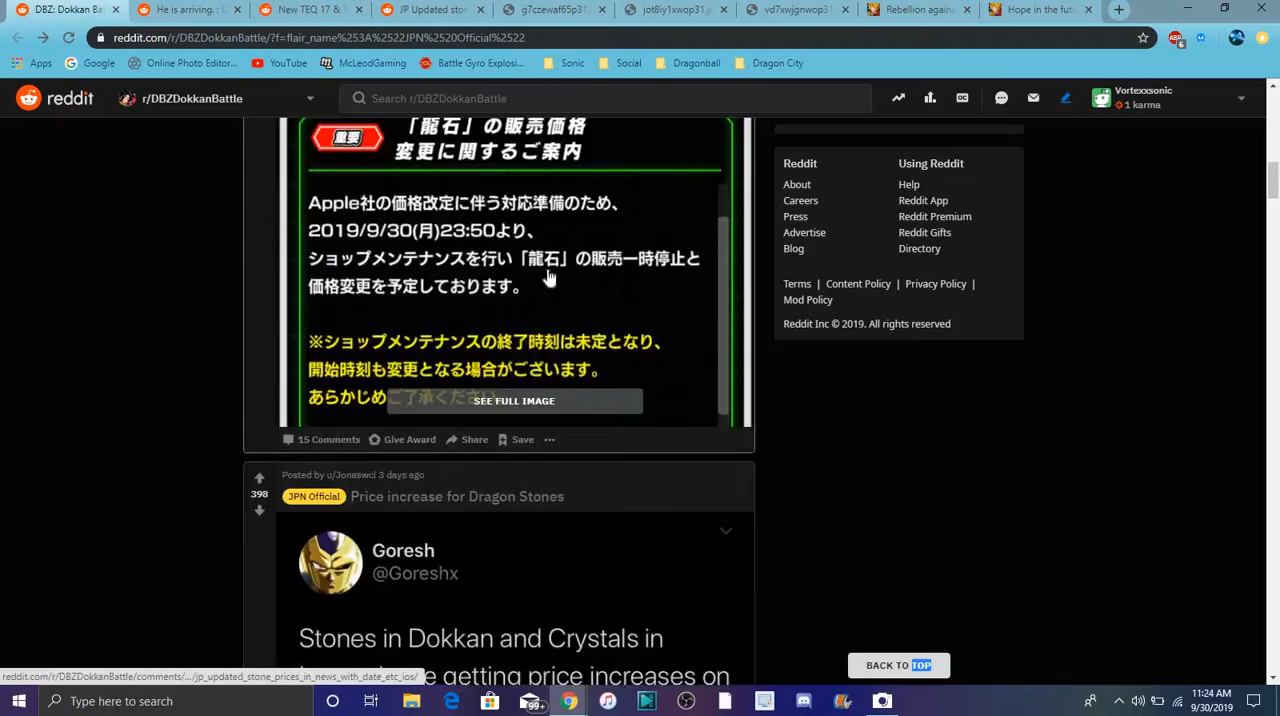 DBZ: Dokkan Bat
He is arriving.
New TEQ 17 & 
JP Updated sto
g7czewaf65p31.
jot8iy1xwop31.j
vd7xwjgnwop31
Rebellion agains
Hope in the futu
reddit.com/r/DBZDokkanBattle/?f=flair_name%253A%2522JPN%2520Official%2522
6
Apps
Google
Online Photo Editor...
YouTube
McLeodGaming
Battle Gyro Explosi...
Sonic
Social
Dragonball
Dragon City
reddit
r/DBZDokkanBattle
Search r/DBZDokkanBattle
Vortexxsonic
1 karma
重要
「龍石」の販売価格
変更に関するご案内
Apple社の価格改定に伴う対応準備のため、
2019/9/30(月)23:50より、
ショップメンテナンスを行い「龍石」の販売一時停止と
価格変更を予定しております。
※ショップメンテナンスの終了時刻は未定となり、
開始時刻も変更となる場合がございます。
あらかじめご了承ください
SEE FULL IMAGE
15 Comments
Give Award
Share
Save
Posted by u/Jonaswcl 3 days ago
398
JPN Official
Price increase for Dragon Stones
Goresh
@Goreshx
Stones in Dokkan and Crystals in
getting price increases on
Reddit
Using Reddit
About
Help
Careers
Reddit App
Press
Reddit Premium
Advertise
Reddit Gifts
Blog
Directory
Terms | Content Policy | Privacy Policy |
Mod Policy
Reddit Inc © 2019. All rights reserved
BACK TO TOP
reddit.com/r/DBZDokkanBattle/comments/.../jp_updated_stone_prices_in_news_with_date_etc_ios/
Type here to search
99+
11:24 AM
9/30/2019